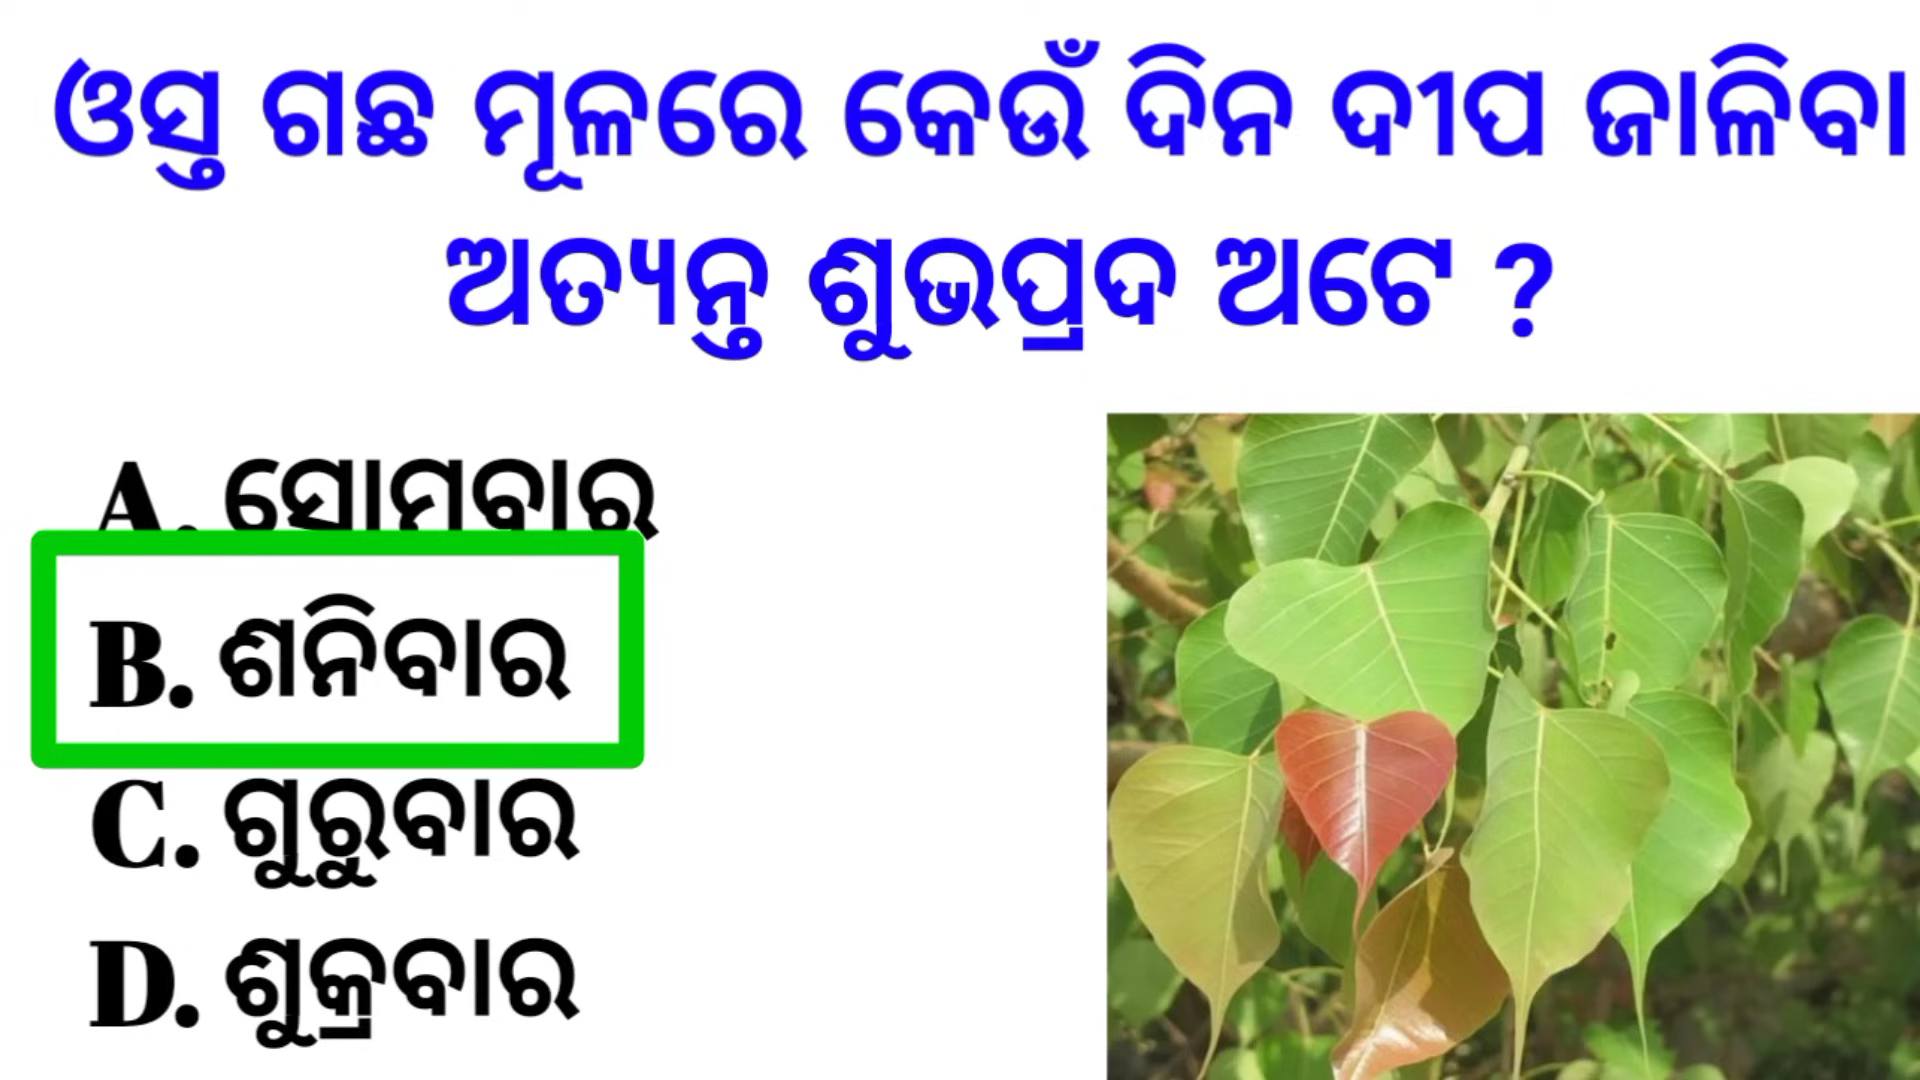 ଓସ୍ତ ଗଛ ମୂଳରେ କେଉଁ ଦିନ ଦୀପ ଜାଳିବା
ଅତ୍ୟନ୍ତ ଶୁଭପ୍ରଦ ଅଟେ ?
A. ସୋମବାର
B. ଶନିବାର
C. ଗୁରୁବାର
D. ଶୁକ୍ରବାର